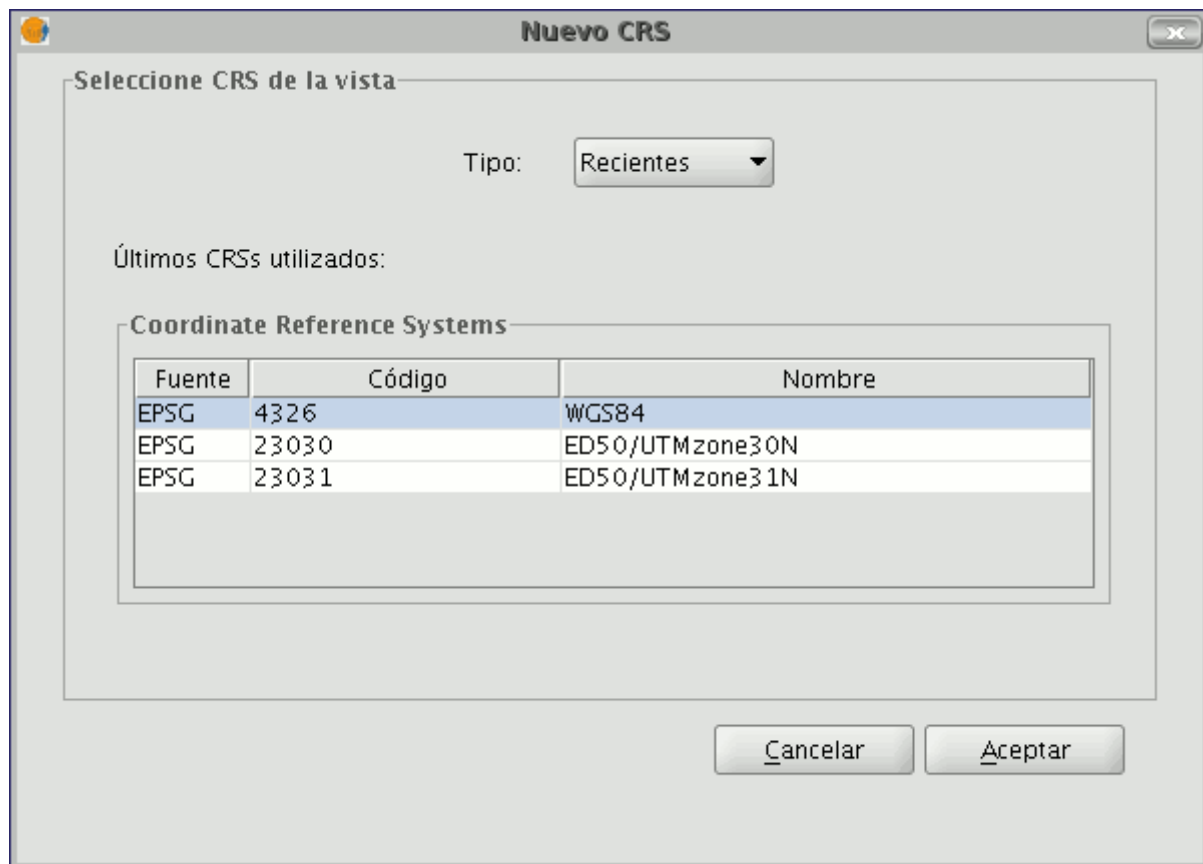 Nuevo CRS
Seleccione CRS de la vista
Tipo: Recientes
Últimos CRSs utilizados:
Coordinate Reference Systems
Fuente Código Nombre
EPSG 4326 WGS84
EPSG 23030 ED50/UTMzone30N
EPSG 23031 ED50/UTMzone31N
Cancelar Aceptar